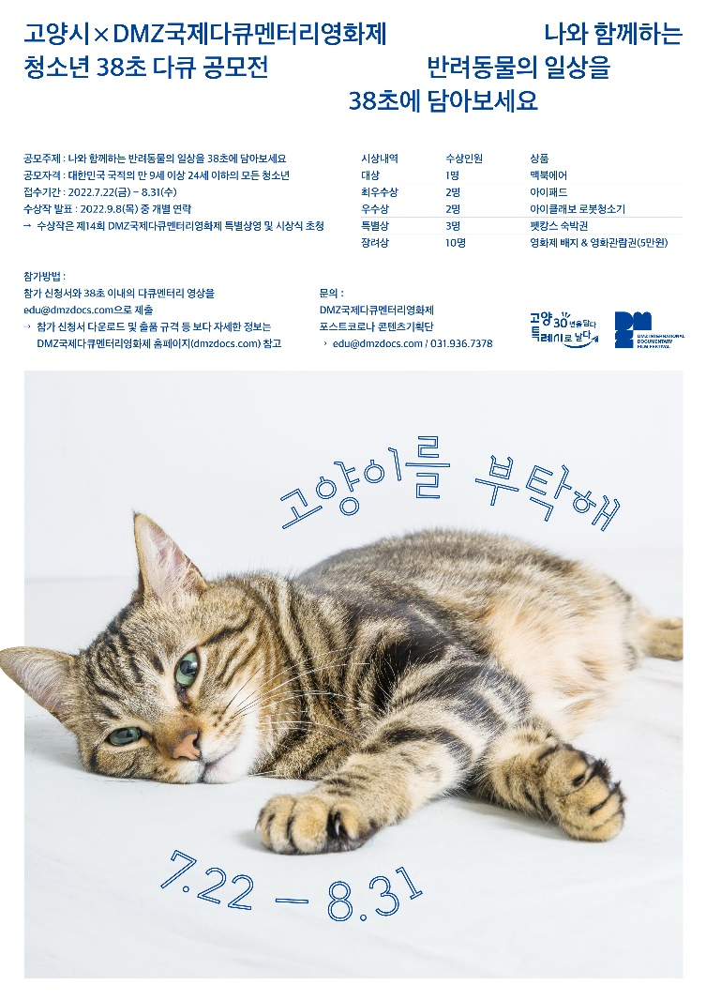 고양시×DMZ국제다큐멘터리영화제
청소년 38초 다큐 공모전
나와 함께하는
반려동물의 일상을
38초에 담아보세요
공모주제 : 나와 함께하는 반려동물의 일상을 38초에 담아보세요
공모자격 : 대한민국 국적의 만 9세 이상 24세 이하의 모든 청소년
접수기간 : 2022.7.22(금) – 8.31(수)
수상작 발표 : 2022.9.8(목) 중 개별 연락
→ 수상작은 제14회 DMZ국제다큐멘터리영화제 특별상영 및 시상식 초청
시상내역 수상인원 상품
대상 1명 맥북에어
최우수상 2명 아이패드
우수상 2명 아이클래보 로봇청소기
특별상 3명 펫캉스 숙박권
장려상 10명 영화제 배지 & 영화관람권(5만원)
참가방법 :
참가 신청서와 38초 이내의 다큐멘터리 영상을
edu@dmzdocs.com으로 제출
→ 참가 신청서 다운로드 및 출품 규격 등 보다 자세한 정보는
DMZ국제다큐멘터리영화제 홈페이지(dmzdocs.com) 참고
문의 :
DMZ국제다큐멘터리영화제
포스트코로나 콘텐츠기획단
→ edu@dmzdocs.com / 031.936.7378
고양 30년을 담다
특례시로 날다
DMZ
DMZ INTERNATIONAL
DOCUMENTARY
FILM FESTIVAL
고양이를 부탁해
7.22 – 8.31